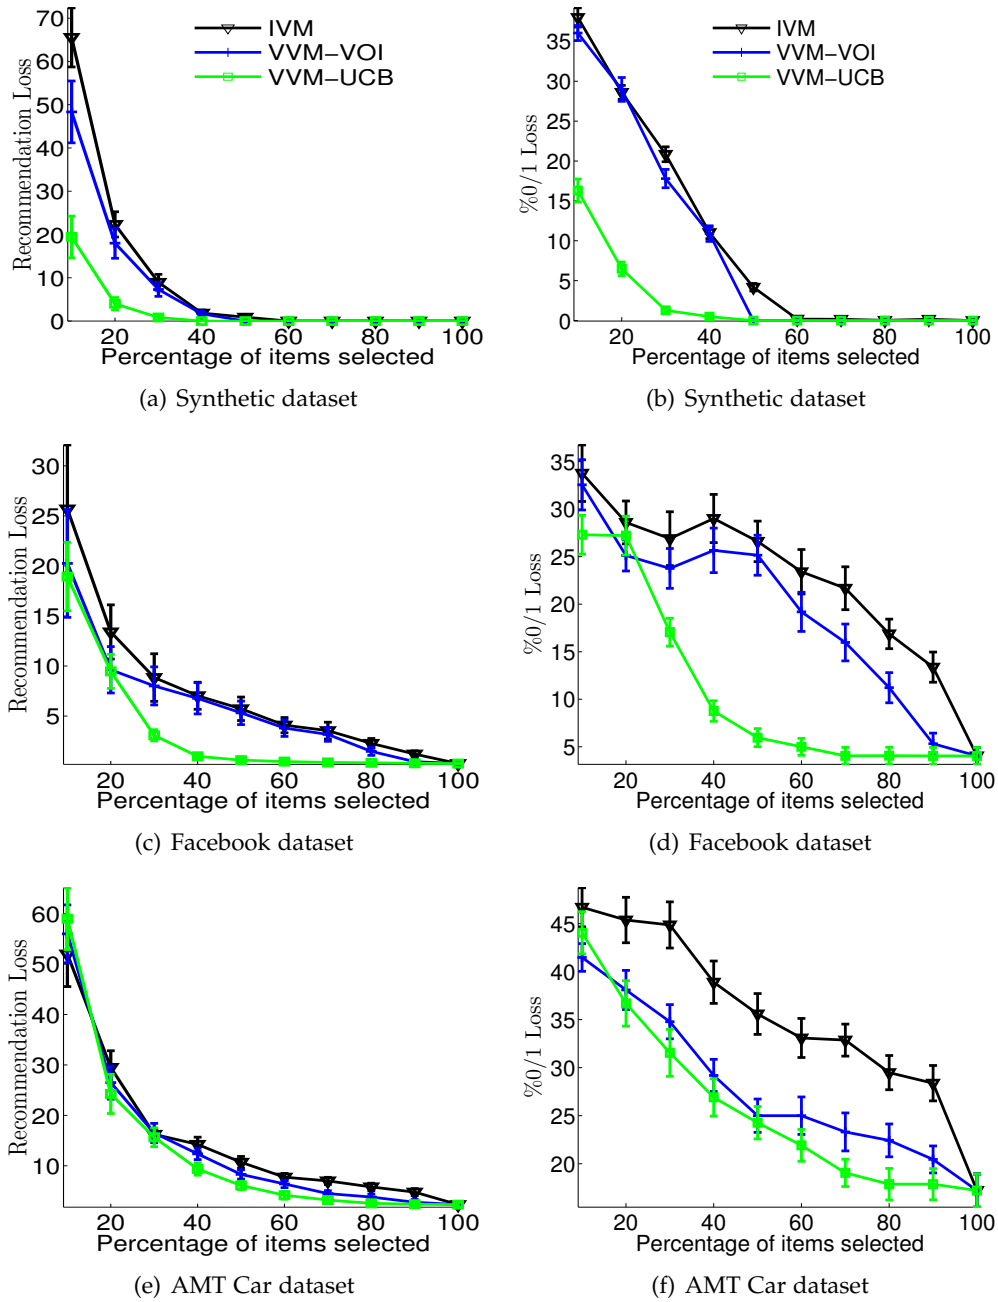 70
60
50
40
30
20
10
0
Recommendation Loss
IVM
VVM-VOI
VVM-UCB
20 40 60 80 100
Percentage of items selected
(a) Synthetic dataset
35
30
25
20
15
10
5
0
%0/1 Loss
IVM
VVM-VOI
VVM-UCB
20 40 60 80 100
Percentage of items selected
(b) Synthetic dataset
30
25
20
15
10
5
Recommendation Loss
20 40 60 80 100
Percentage of items selected
(c) Facebook dataset
35
30
25
20
15
10
5
%0/1 Loss
20 40 60 80 100
Percentage of items selected
(d) Facebook dataset
60
50
40
30
20
10
Recommendation Loss
20 40 60 80 100
Percentage of items selected
(e) AMT Car dataset
45
40
35
30
25
20
%0/1 Loss
20 40 60 80 100
Percentage of items selected
(f) AMT Car dataset